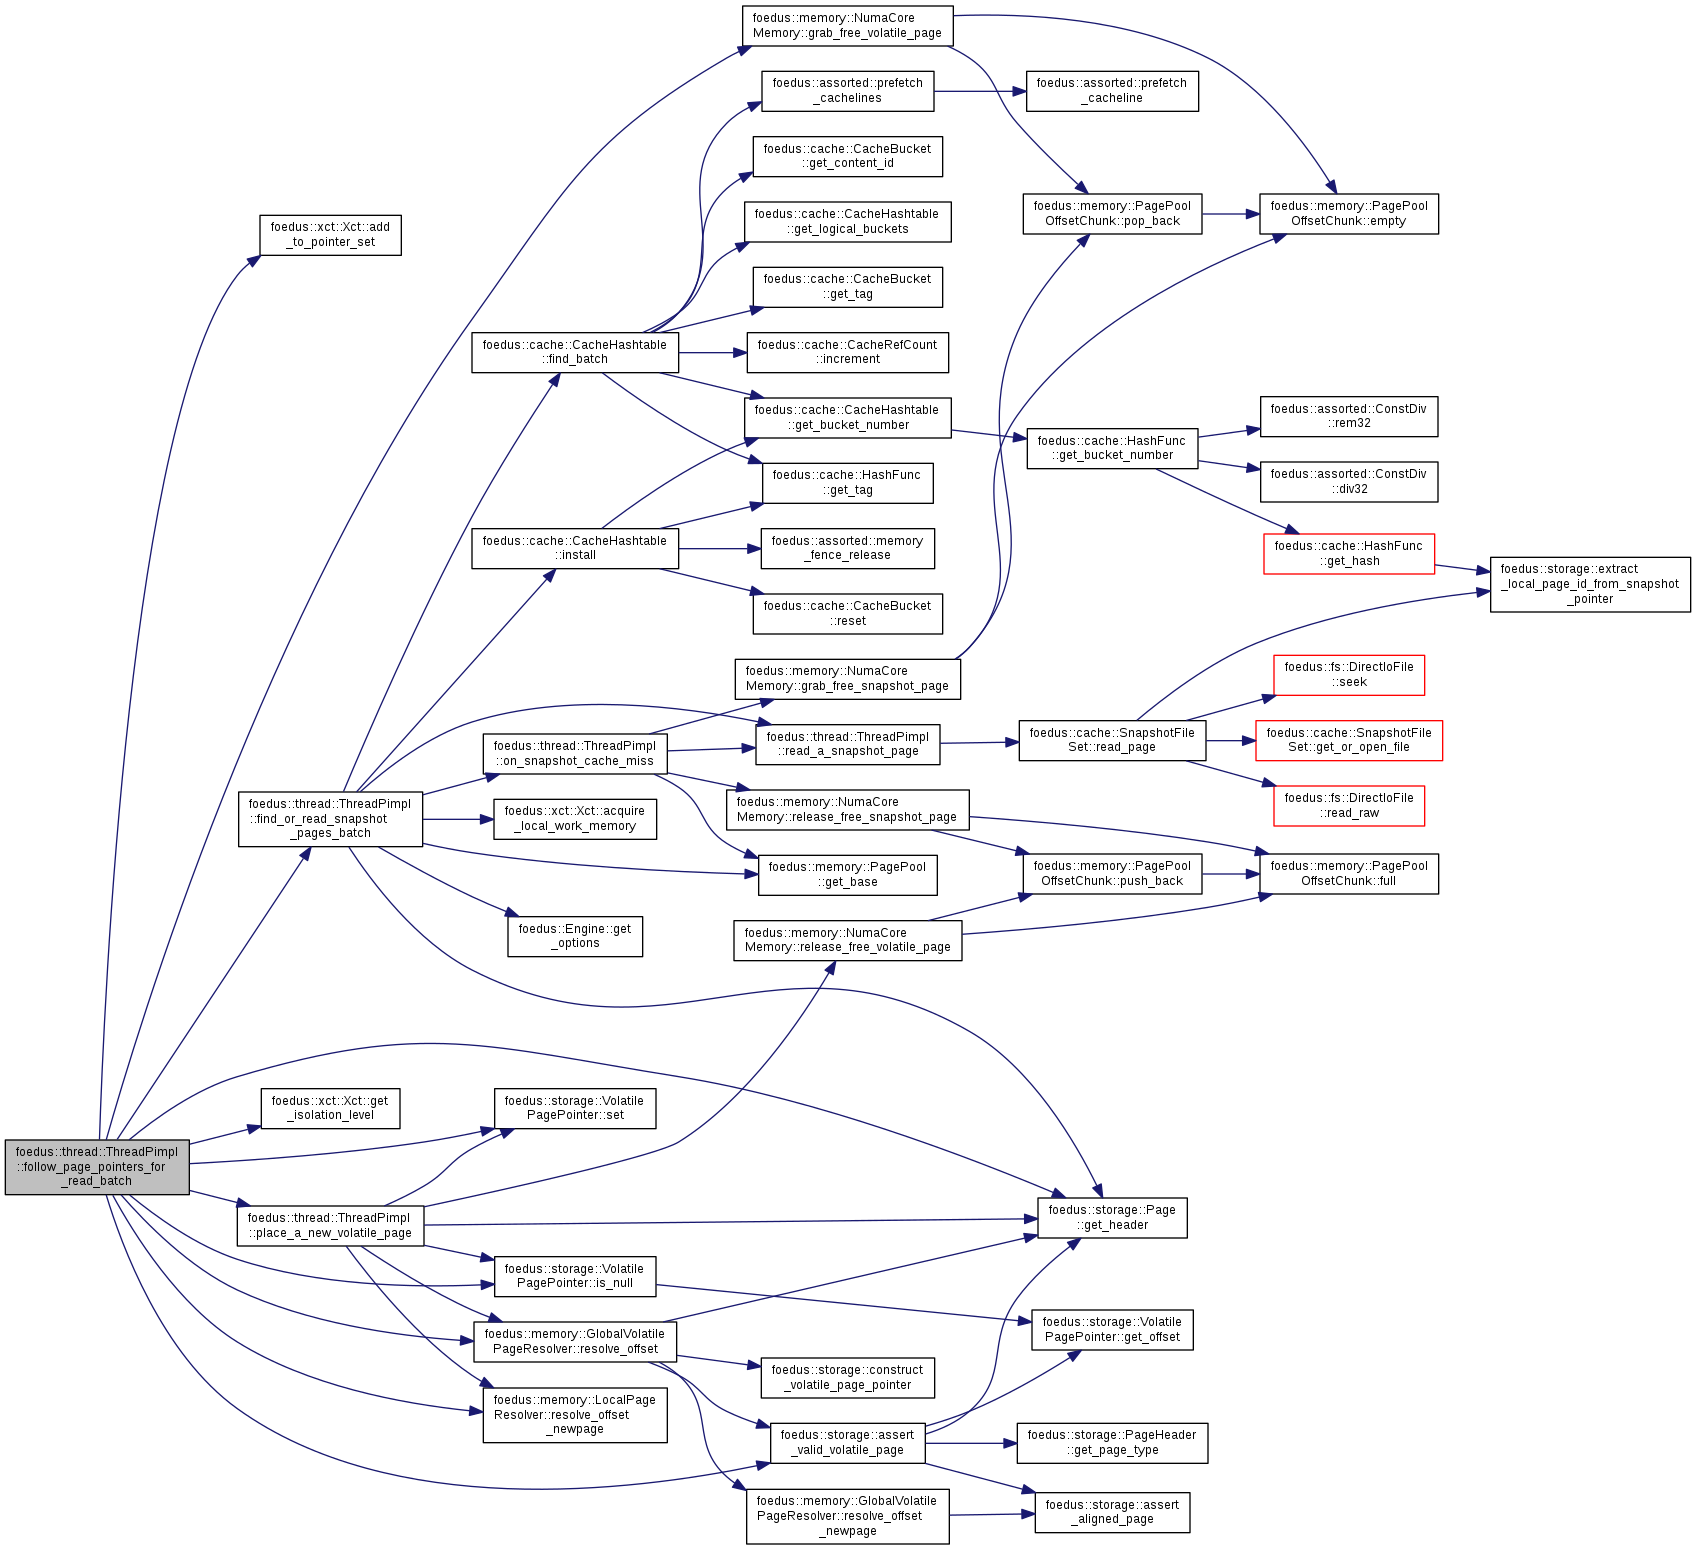 foedus::memory::NumaCore
Memory::grab_free_volatile_page
foedus::assorted::prefetch
_cachelines
foedus::assorted::prefetch
_cacheline
foedus::cache::CacheBucket
::get_content_id
foedus::memory::PagePool
OffsetChunk::pop_back
foedus::memory::PagePool
OffsetChunk::empty
foedus::xct::Xct::add
_to_pointer_set
foedus::cache::CacheHashtable
::get_logical_buckets
foedus::cache::CacheBucket
::get_tag
foedus::cache::CacheHashtable
::find_batch
foedus::cache::CacheRefCount
::increment
foedus::cache::CacheHashtable
::get_bucket_number
foedus::cache::HashFunc
::get_bucket_number
foedus::assorted::ConstDiv
::rem32
foedus::assorted::ConstDiv
::div32
foedus::cache::HashFunc
::get_tag
foedus::cache::CacheHashtable
::install
foedus::assorted::memory
_fence_release
foedus::cache::HashFunc
::get_hash
foedus::storage::extract
_local_page_id_from_snapshot
_pointer
foedus::cache::CacheBucket
::reset
foedus::memory::NumaCore
Memory::grab_free_snapshot_page
foedus::fs::DirectIoFile
::seek
foedus::thread::ThreadPimpl
::on_snapshot_cache_miss
foedus::thread::ThreadPimpl
::read_a_snapshot_page
foedus::cache::SnapshotFile
Set::read_page
foedus::cache::SnapshotFile
Set::get_or_open_file
foedus::thread::ThreadPimpl
::find_or_read_snapshot
_pages_batch
foedus::xct::Xct::acquire
_local_work_memory
foedus::memory::NumaCore
Memory::release_free_snapshot_page
foedus::fs::DirectIoFile
::read_raw
foedus::memory::PagePool
::get_base
foedus::memory::PagePool
OffsetChunk::push_back
foedus::memory::PagePool
OffsetChunk::full
foedus::Engine::get
_options
foedus::memory::NumaCore
Memory::release_free_volatile_page
foedus::xct::Xct::get
_isolation_level
foedus::storage::Volatile
PagePointer::set
foedus::thread::ThreadPimpl
::follow_page_pointers_for
_read_batch
foedus::thread::ThreadPimpl
::place_a_new_volatile_page
foedus::storage::Page
::get_header
foedus::storage::Volatile
PagePointer::is_null
foedus::memory::GlobalVolatile
PageResolver::resolve_offset
foedus::storage::Volatile
PagePointer::get_offset
foedus::storage::construct
_volatile_page_pointer
foedus::memory::LocalPage
Resolver::resolve_offset
_newpage
foedus::storage::assert
_valid_volatile_page
foedus::storage::PageHeader
::get_page_type
foedus::memory::GlobalVolatile
PageResolver::resolve_offset
_newpage
foedus::storage::assert
_aligned_page